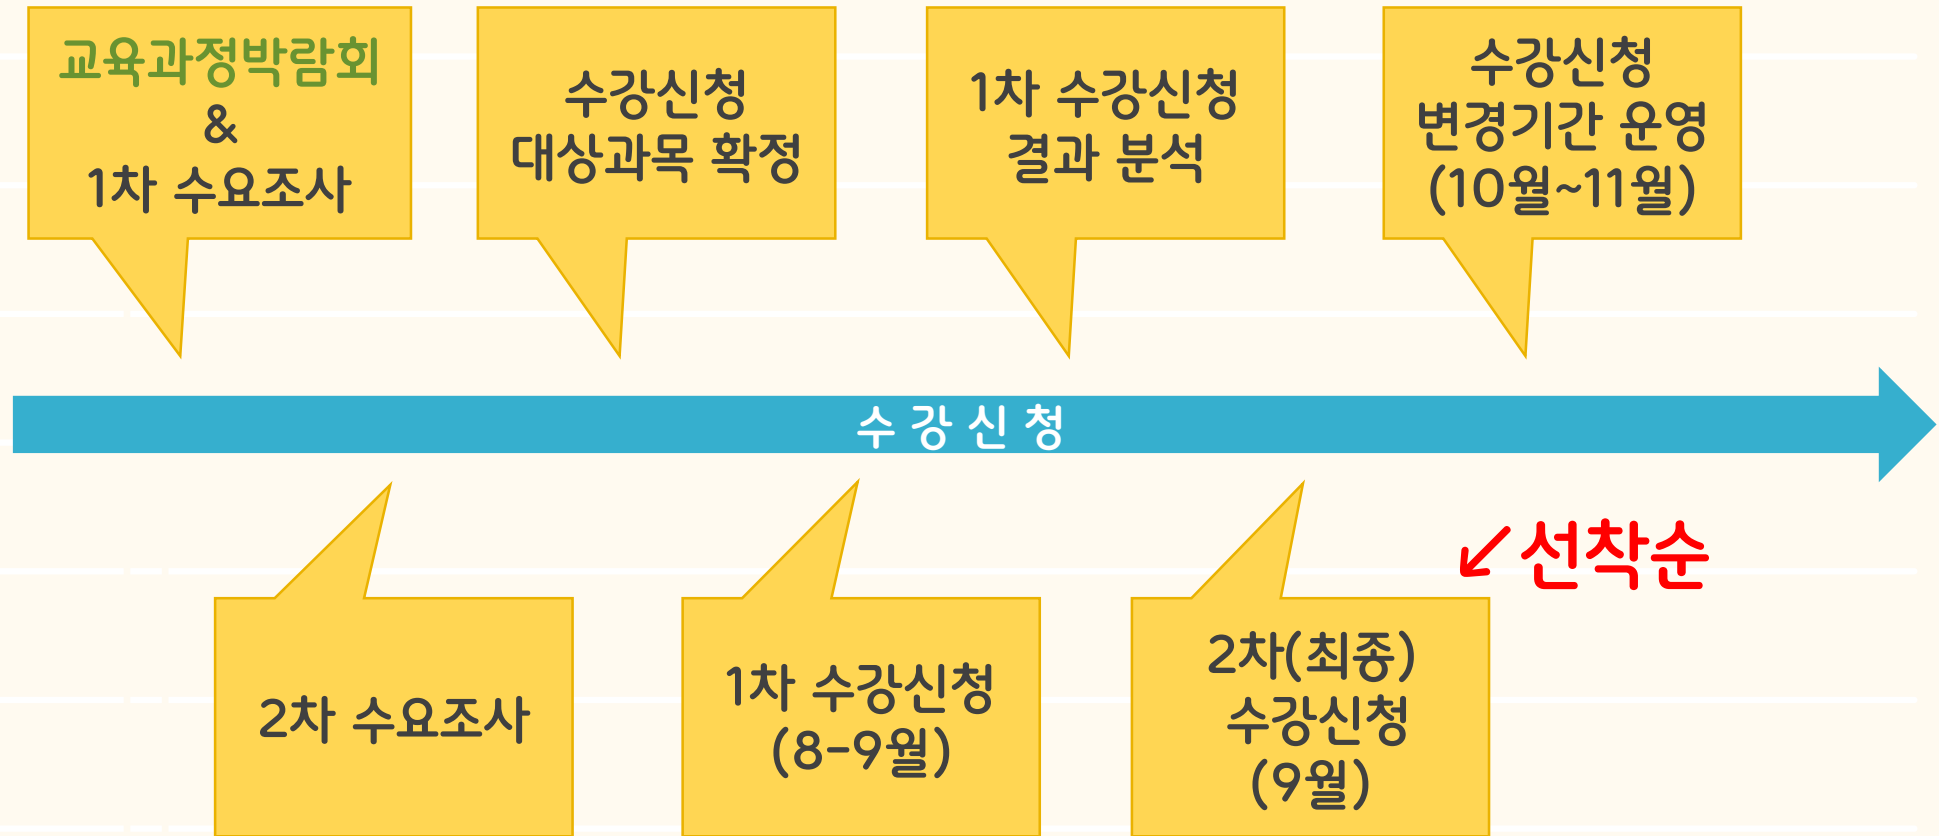 교육과정박람회
&
1차 수요조사
수강신청
대상과목 확정
1차 수강신청
결과 분석
수강신청
변경기간 운영
(10월~11월)
수 강 신 청
2차 수요조사
1차 수강신청
(8-9월)
2차(최종)
수강신청
(9월)
↙선착순